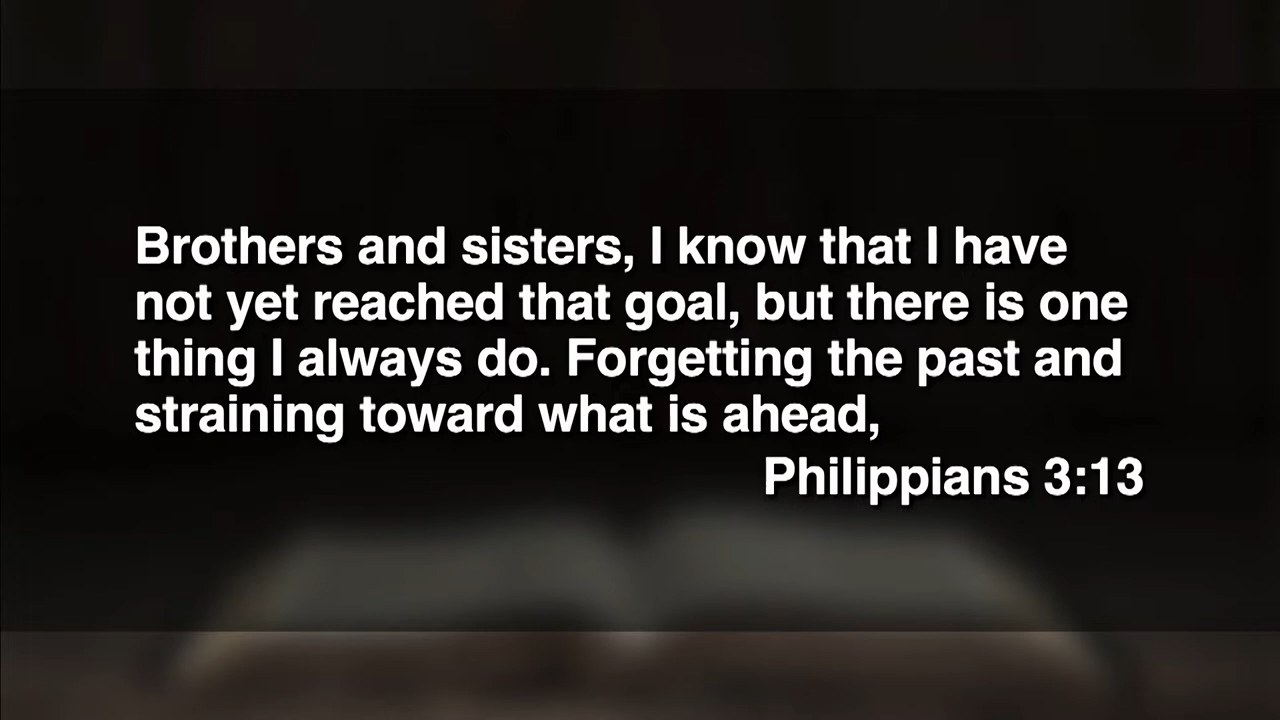 Brothers and sisters, I know that I have
not yet reached that goal, but there is one
thing I always do. Forgetting the past and
straining toward what is ahead,
Philippians 3:13